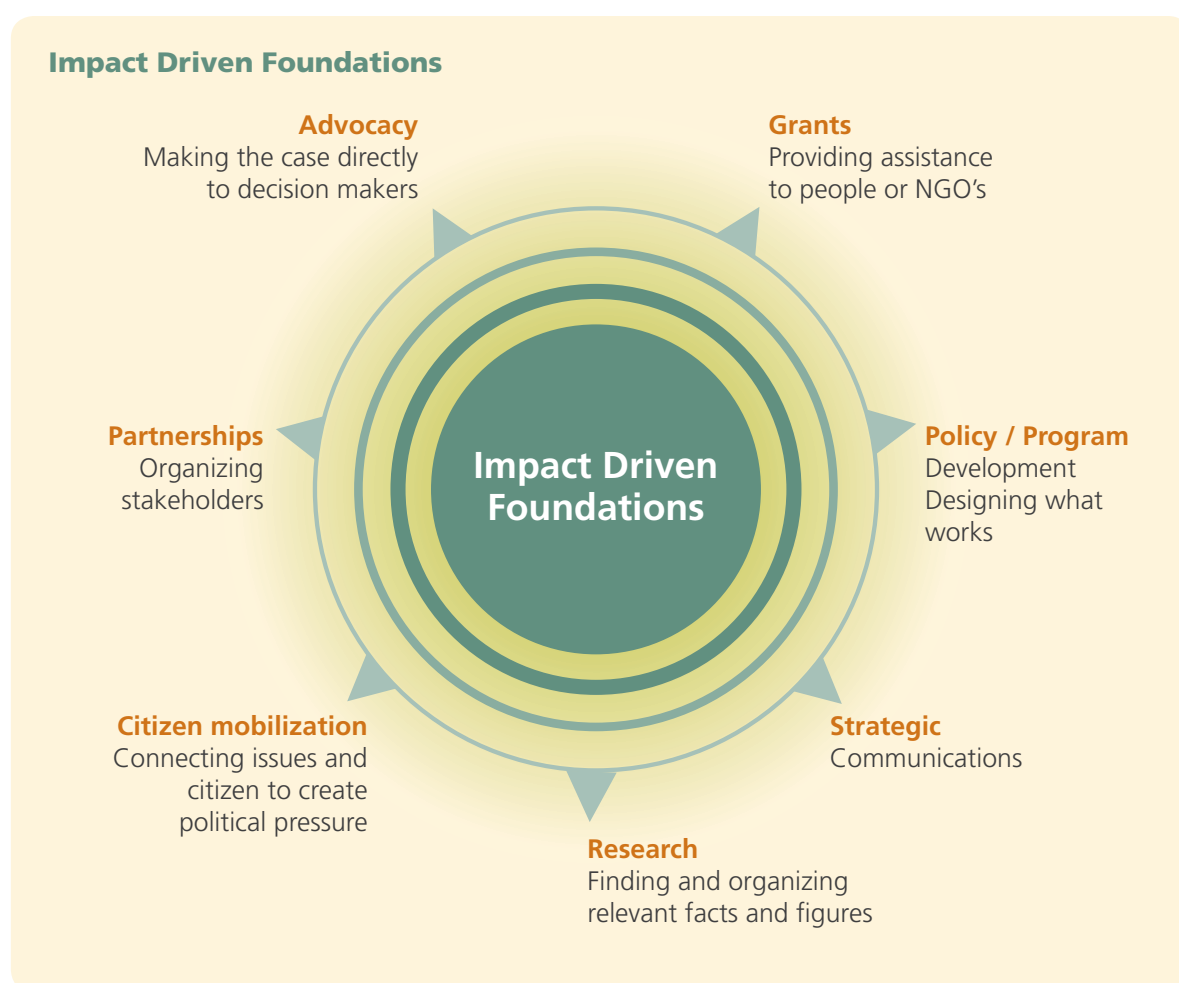 Impact Driven Foundations
Advocacy
Making the case directly
to decision makers
Grants
Providing assistance
to people or NGO’s
Partnerships
Organizing
stakeholders
Impact Driven
Foundations
Policy / Program
Development
Designing what
works
Citizen mobilization
Connecting issues and
citizen to create
political pressure
Strategic
Communications
Research
Finding and organizing
relevant facts and figures